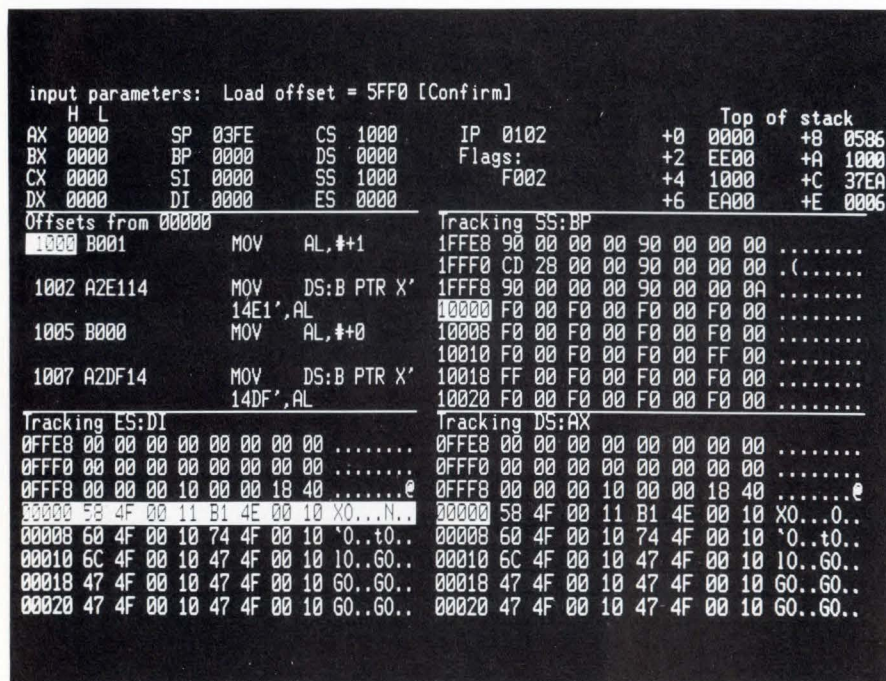 input parameters: Load offset = 5FF0 [Confirm]
H L Top of stack
AX 0000 SP 03FE CS 1000 IP 0102 +0 0000 +8 0586
BX 0000 BP 0000 DS 0000 Flags: +2 EE00 +A 1000
CX 0000 SI 0000 SS 1000 F002 +4 1000 +C 37EA
DX 0000 DI 0000 ES 0000 +6 EA00 +E 0006
Offsets from 00000
1000 B001 MOV AL,#+1
1002 A2E114 MOV DS:B PTR X'
14E1',AL
1005 B000 MOV AL,#+0
1007 A2DF14 MOV DS:B PTR X'
14DF',AL
Tracking SS:BP
1FFE8 90 00 00 00 90 00 00 00 ........
1FFF0 CD 28 00 00 90 00 00 00 .(......
1FFF8 90 00 00 00 90 00 00 0A ........
10000 F0 00 F0 00 F0 00 F0 00 ........
10008 F0 00 F0 00 F0 00 F0 00 ........
10010 F0 00 F0 00 F0 00 FF 00 ........
10018 FF 00 F0 00 F0 00 F0 00 ........
10020 F0 00 F0 00 F0 00 F0 00 ........
Tracking ES:DI
0FFE8 00 00 00 00 00 00 00 00 ........
0FFF0 00 00 00 00 00 00 00 00 ........
0FFF8 00 00 00 10 00 00 18 40 .......@
00000 58 4F 00 11 B1 4E 00 10 XO...N..
00008 60 4F 00 10 74 4F 00 10 `O..tO..
00010 6C 4F 00 10 47 4F 00 10 lO..GO..
00018 47 4F 00 10 47 4F 00 10 GO..GO..
00020 47 4F 00 10 47 4F 00 10 GO..GO..
Tracking DS:AX
0FFE8 00 00 00 00 00 00 00 00 ........
0FFF0 00 00 00 00 00 00 00 00 ........
0FFF8 00 00 00 10 00 00 18 40 .......@
00000 58 4F 00 11 B1 4E 00 10 XO...O..
00008 60 4F 00 10 74 4F 00 10 `O..tO..
00010 6C 4F 00 10 47 4F 00 10 lO..GO..
00018 47 4F 00 10 47 4F 00 10 GO..GO..
00020 47 4F 00 10 47 4F 00 10 GO..GO..